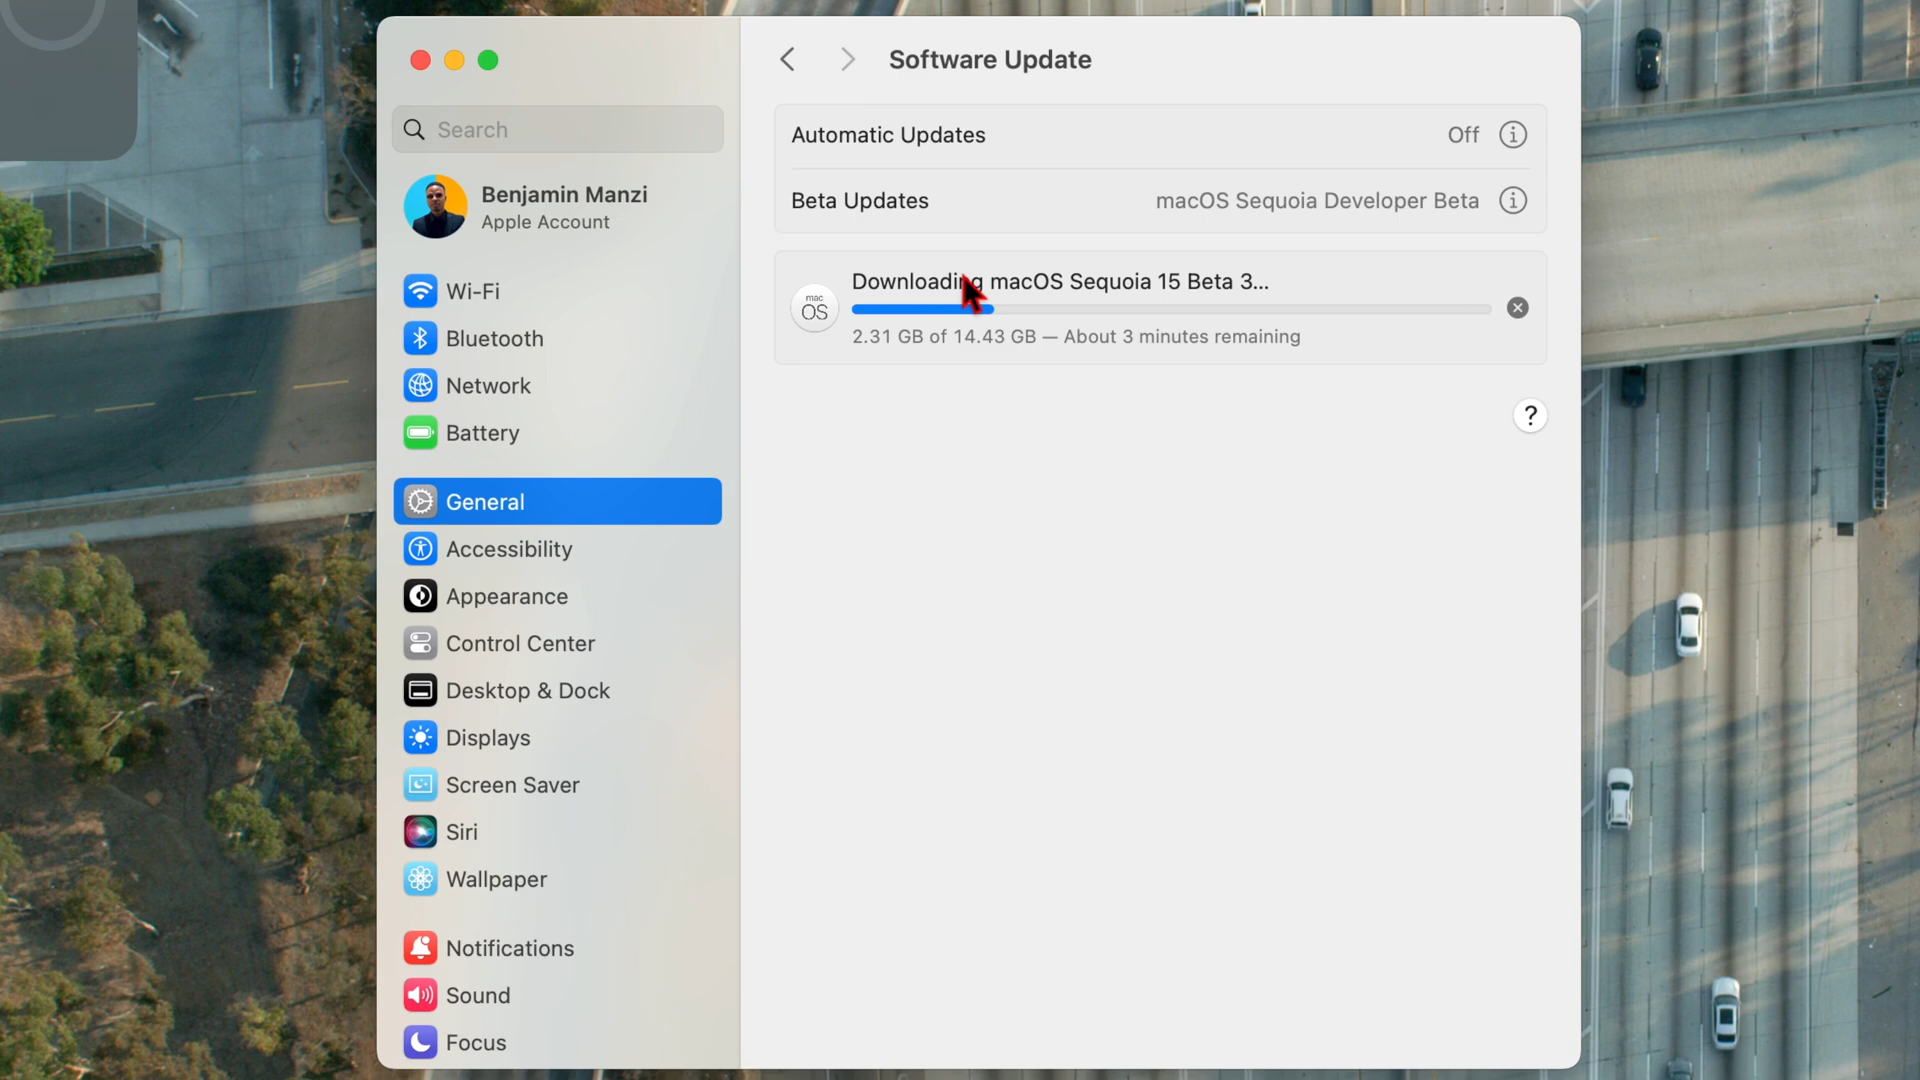 Software Update
Search
Automatic Updates
Off
Benjamin Manzi
Apple Account
Beta Updates
macOS Sequoia Developer Beta
mac
OS
Downloading macOS Sequoia 15 Beta 3...
2.31 GB of 14.43 GB — About 3 minutes remaining
?
Wi-Fi
Bluetooth
Network
Battery
General
Accessibility
Appearance
Control Center
Desktop & Dock
Displays
Screen Saver
Siri
Wallpaper
Notifications
Sound
Focus